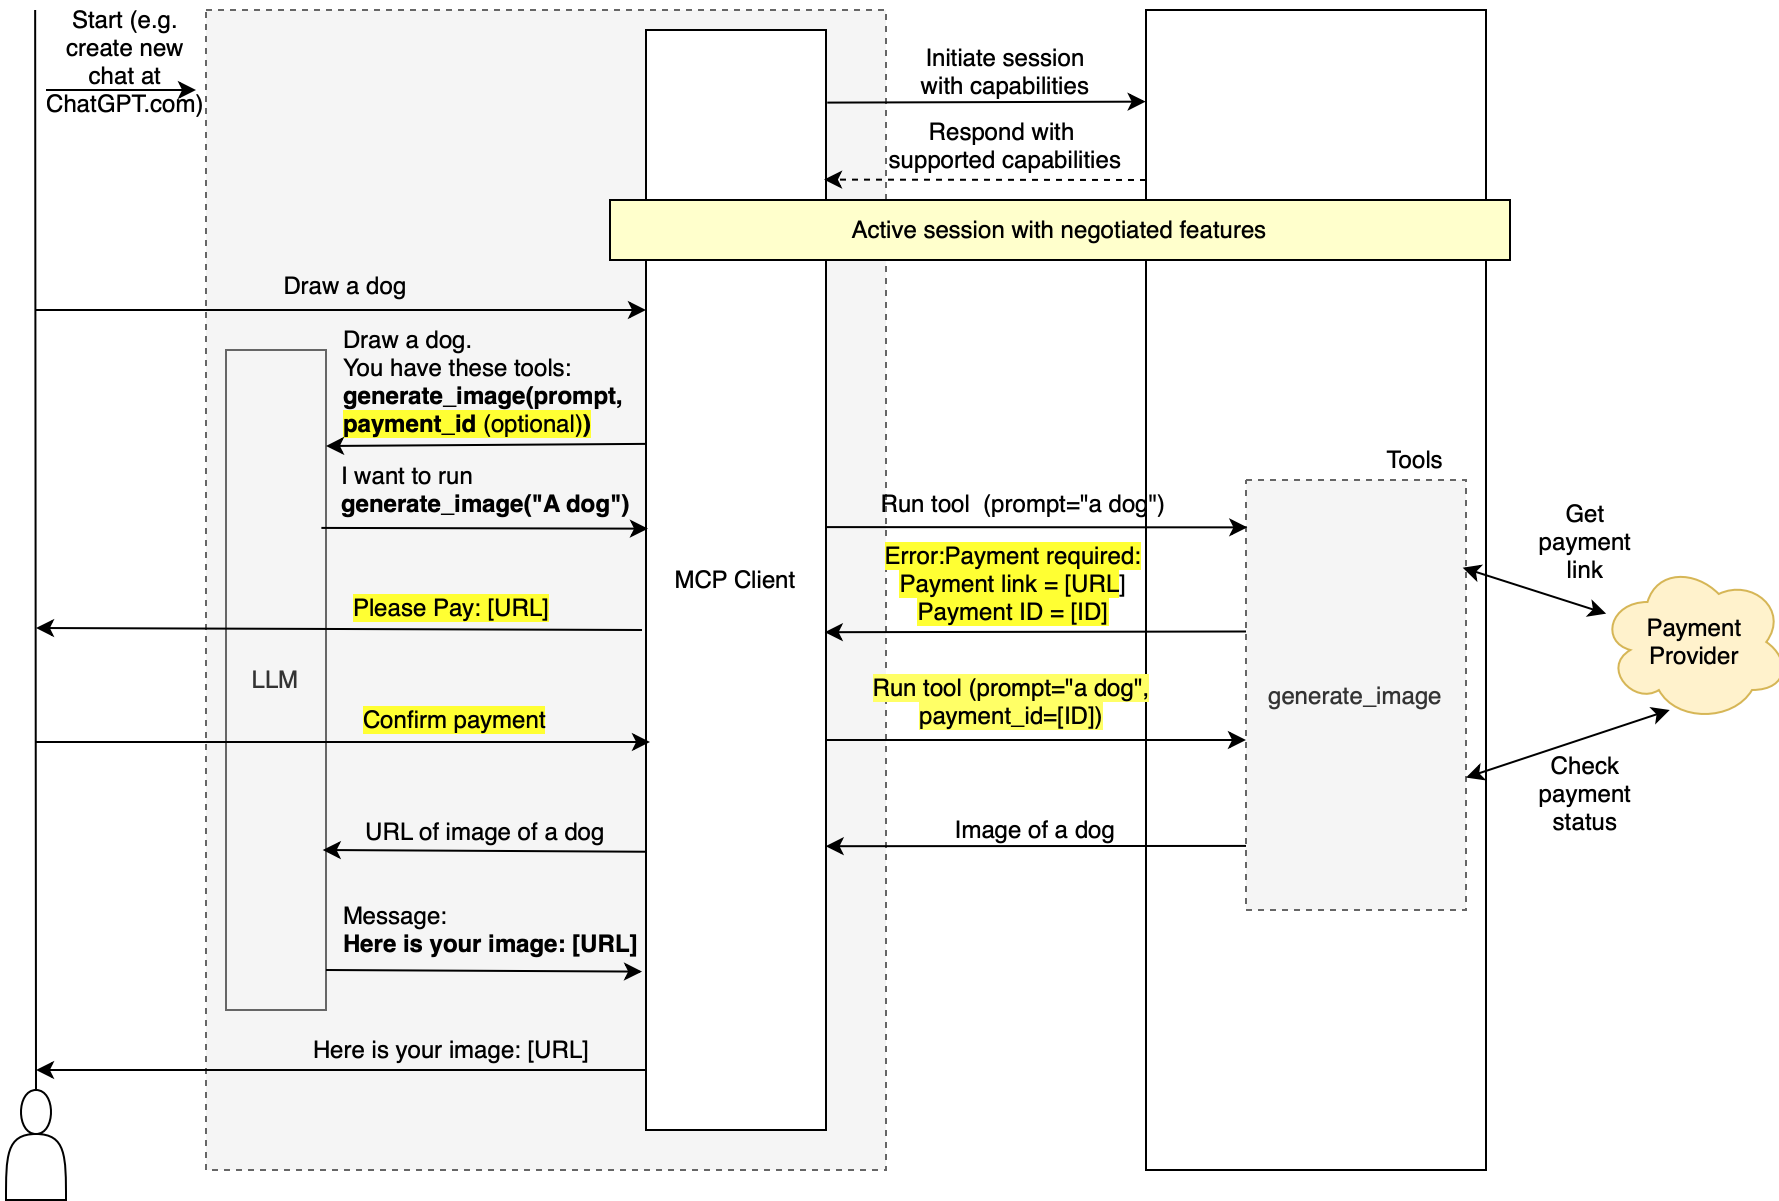 Start (e.g.
create new
chat at
ChatGPT.com)
Initiate session
with capabilities
Respond with
supported capabilities
Active session with negotiated features
Draw a dog
Draw a dog.
You have these tools:
generate_image(prompt,
payment_id (optional))
I want to run
generate_image("A dog")
Tools
Run tool  (prompt="a dog")
Error:Payment required:
Payment link = [URL]
Payment ID = [ID]
Get
payment
link
MCP Client
Please Pay: [URL]
Payment
Provider
LLM
Run tool (prompt="a dog",
payment_id=[ID])
generate_image
Confirm payment
Check
payment
status
URL of image of a dog
Image of a dog
Message:
Here is your image: [URL]
Here is your image: [URL]